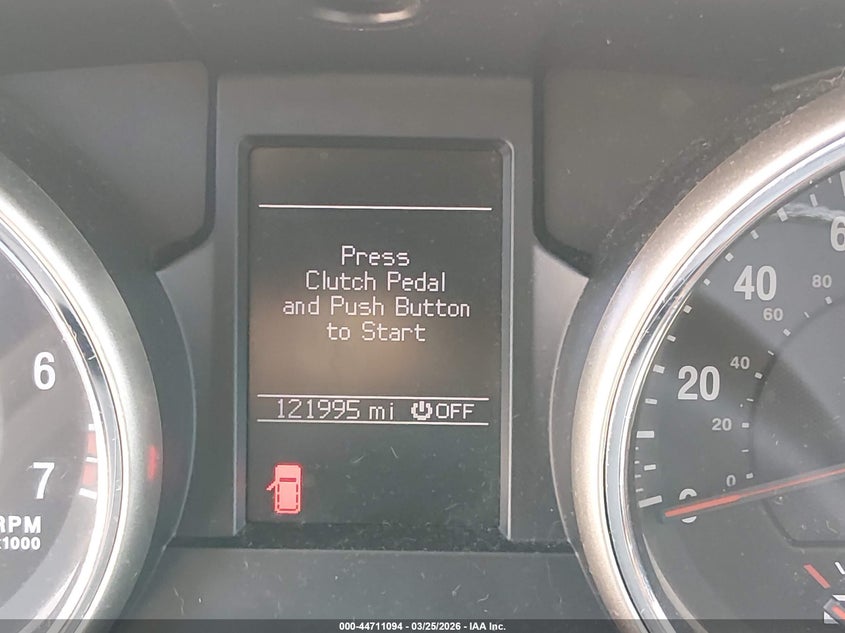 Press
Clutch Pedal
and Push Button
to Start
121995 mi OFF
6
7
RPM
X1000
40
80
60
20
40
20
0
0
000-44711094 - 03/25/2026 - IAA Inc.